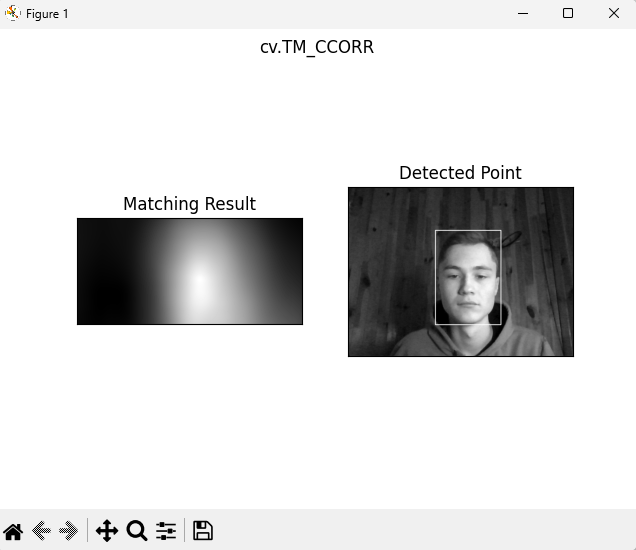 Figure 1
cv.TM_CCORR
Matching Result
Detected Point